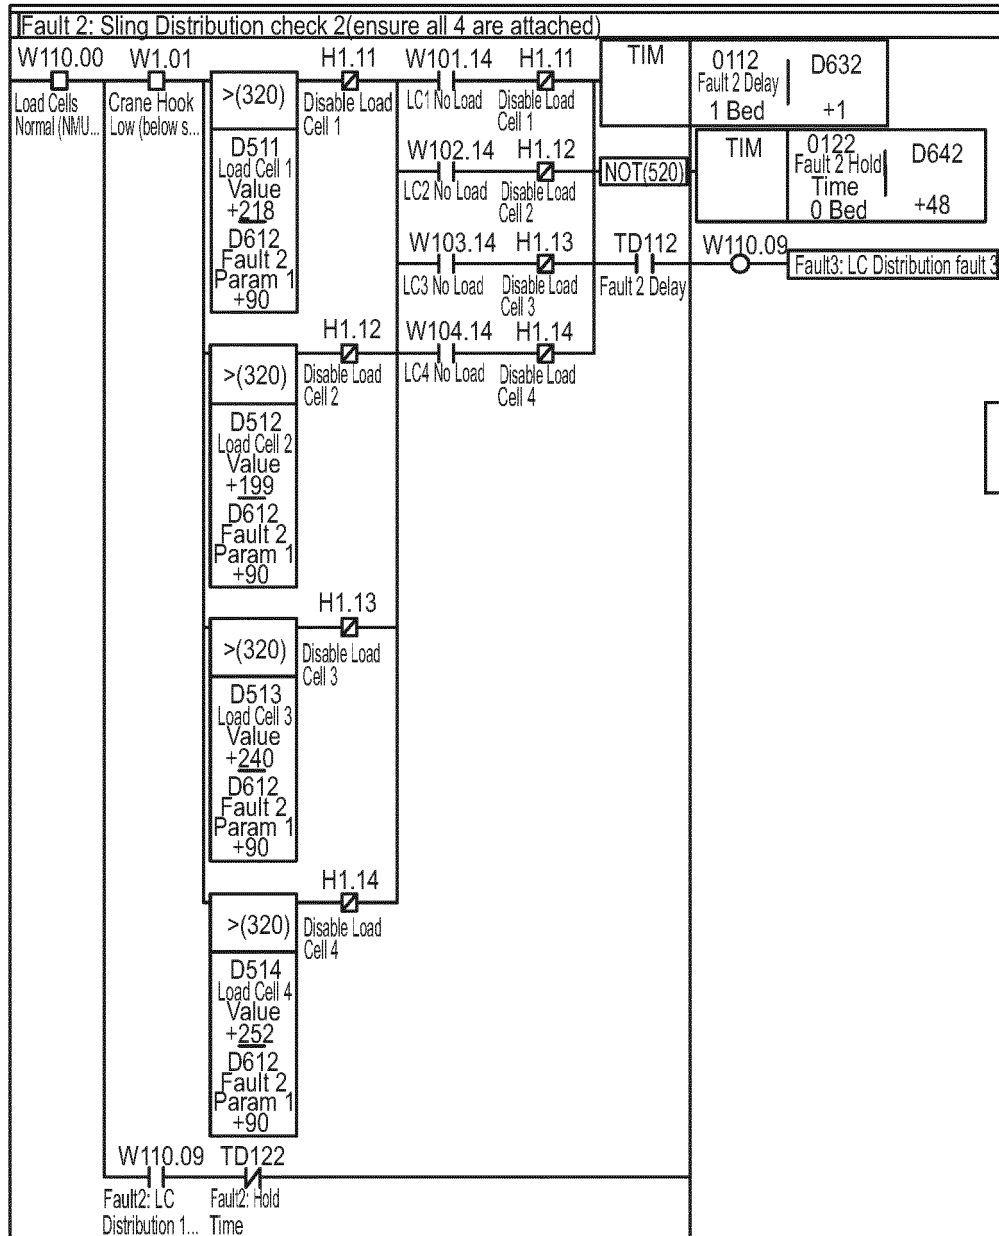 Fault 2: Sling Distribution check 2(ensure all 4 are attached)
W110.00 W1.01 H1.11 W101.14 H1.11
Load Cells
Normal (NMU...
Crane Hook
Low (below s...
>(320)
D511
Load Cell 1
Value
+218
D612
Fault 2
Param 1
+90
Disable Load
Cell 1
LC1 No Load
Disable Load
Cell 1
TIM
0112
Fault 2 Delay
1 Bed
D632
+1
W102.14 H1.12
LC2 No Load
Disable Load
Cell 2
NOT(520)
TIM
0122
Fault 2 Hold
Time
0 Bed
D642
+48
W103.14 H1.13 TD112 W110.09
LC3 No Load
Disable Load
Cell 3
Fault 2 Delay
Fault3: LC Distribution fault 3
W104.14 H1.14
LC4 No Load
Disable Load
Cell 4
H1.12
>(320)
Disable Load
Cell 2
D512
Load Cell 2
Value
+199
D612
Fault 2
Param 1
+90
H1.13
>(320)
Disable Load
Cell 3
D513
Load Cell 3
Value
+240
D612
Fault 2
Param 1
+90
H1.14
>(320)
Disable Load
Cell 4
D514
Load Cell 4
Value
+252
D612
Fault 2
Param 1
+90
W110.09 TD122
Fault2: LC
Distribution 1...
Fault2: Hold
Time